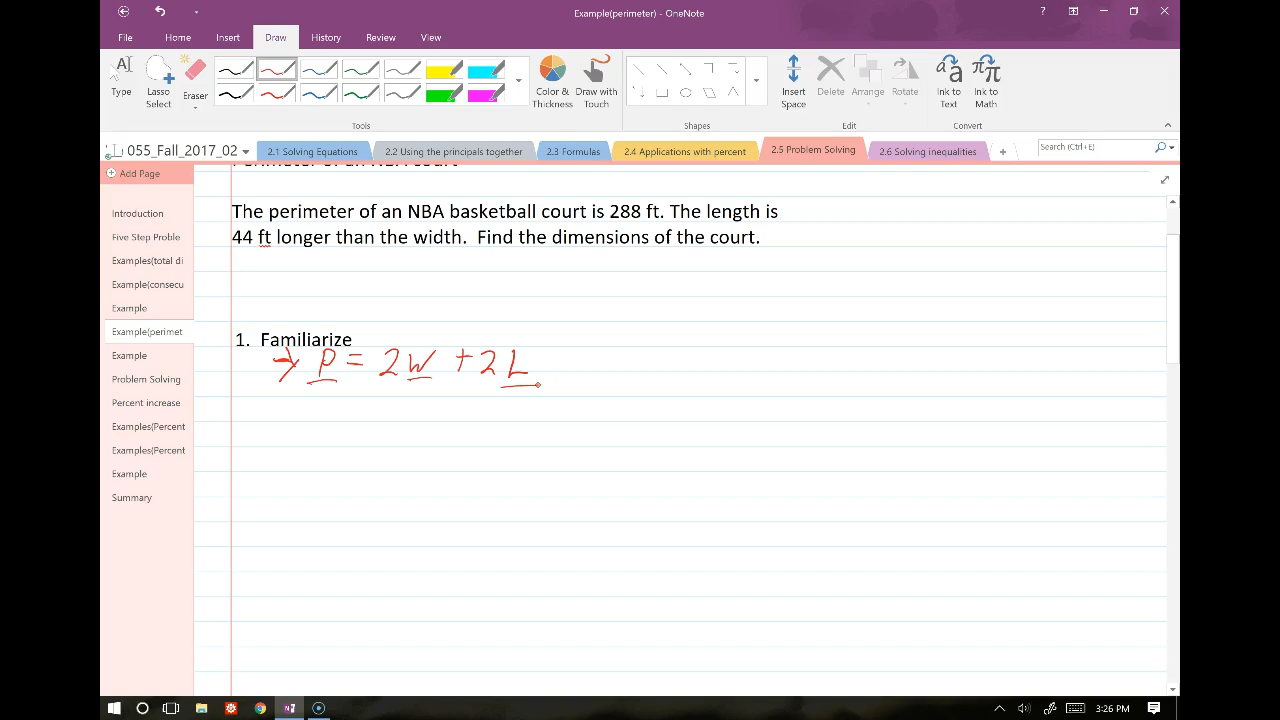 Example(perimeter) - OneNote
?
File Home Insert Draw History Review View
Type
Lasso Select
Eraser
Color & Thickness
Draw with Touch
Insert Space
Delete
Arrange
Rotate
Ink to Text
Ink to Math
Tools
Shapes
Edit
Convert
055_Fall_2017_02
2.1 Solving Equations
2.2 Using the principals together
2.3 Formulas
2.4 Applications with percent
2.5 Problem Solving
2.6 Solving inequalities
+
Search (Ctrl+E)
Add Page
Introduction
Five Step Proble
Examples(total di
Examples(consecu
Example
Example(perimet
Example
Problem Solving
Percent increase
Examples(Percent
Examples(Percent
Example
Summary
Perimeter of an NBA court
The perimeter of an NBA basketball court is 288 ft. The length is
44 ft longer than the width. Find the dimensions of the court.
1. Familiarize
→ P = 2W + 2L
3:26 PM